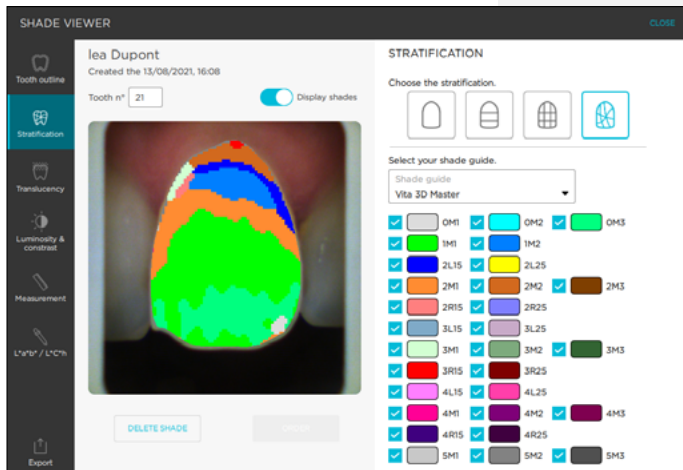 SHADE VIEWER
CLOSE
Tooth outline
Stratification
Translucency
Luminosity &
constrast
Measurement
L*a*b* / L*C*h
Export
lea Dupont
Created the 13/08/2021, 16:08
Tooth n° 21
Display shades
DELETE SHADE
ORDER
STRATIFICATION
Choose the stratification.
Select your shade guide.
Shade guide
Vita 3D Master
0M1 0M2 0M3
1M1 1M2
2L15 2L25
2M1 2M2 2M3
2R15 2R25
3L15 3L25
3M1 3M2 3M3
3R15 3R25
4L15 4L25
4M1 4M2 4M3
4R15 4R25
5M1 5M2 5M3